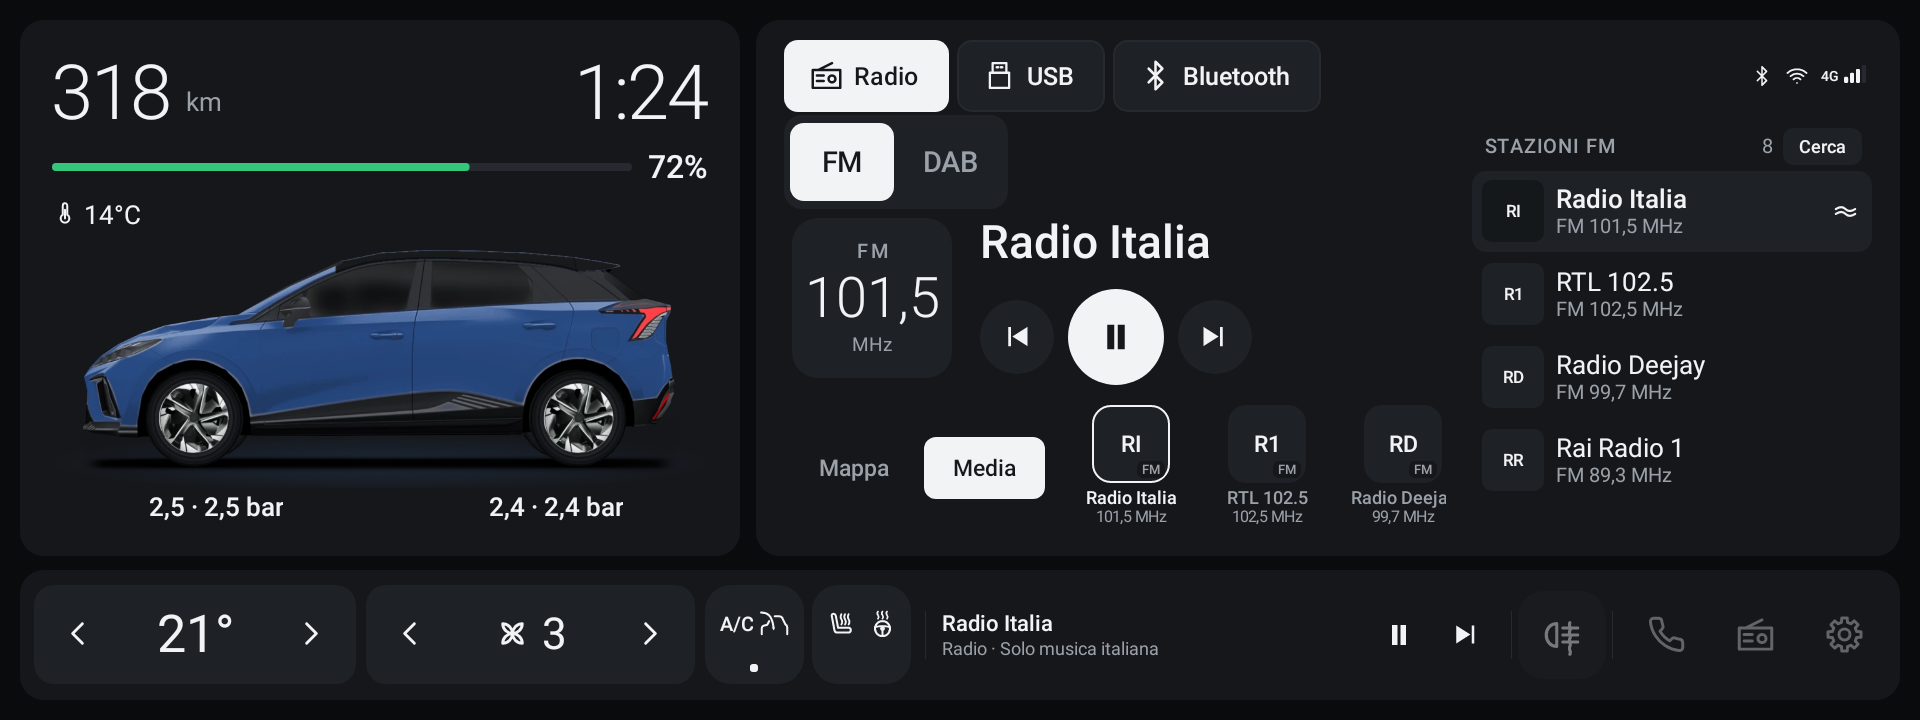 318 km
1:24
72%
14°C
2,5 · 2,5 bar
2,4 · 2,4 bar
Radio
USB
Bluetooth
4G
FM
DAB
FM
101,5
MHz
Radio Italia
Mappa
Media
RI
FM
Radio Italia
101,5 MHz
R1
FM
RTL 102.5
102,5 MHz
RD
FM
Radio Deeja
99,7 MHz
STAZIONI FM
8
Cerca
RI
Radio Italia
FM 101,5 MHz
R1
RTL 102.5
FM 102,5 MHz
RD
Radio Deejay
FM 99,7 MHz
RR
Rai Radio 1
FM 89,3 MHz
21°
3
A/C
Radio Italia
Radio · Solo musica italiana